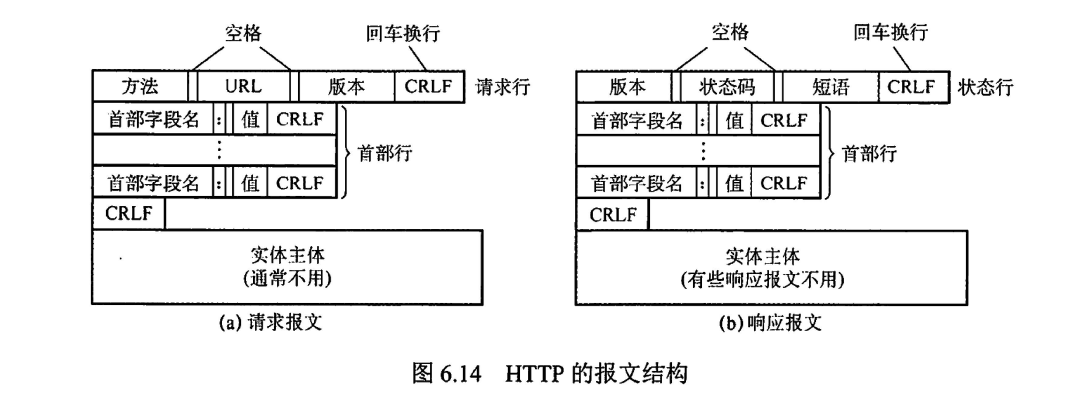 空格 回车换行 空格 回车换行
方法 URL 版本 CRLF 请求行 版本 状态码 短语 CRLF 状态行
首部字段名 : 值 CRLF 首部字段名 : 值 CRLF
⋮ 首部行 ⋮ 首部行
首部字段名 : 值 CRLF 首部字段名 : 值 CRLF
CRLF CRLF
实体主体 实体主体
(通常不用) (有些响应报文不用)
(a) 请求报文 (b) 响应报文
图 6.14 HTTP 的报文结构